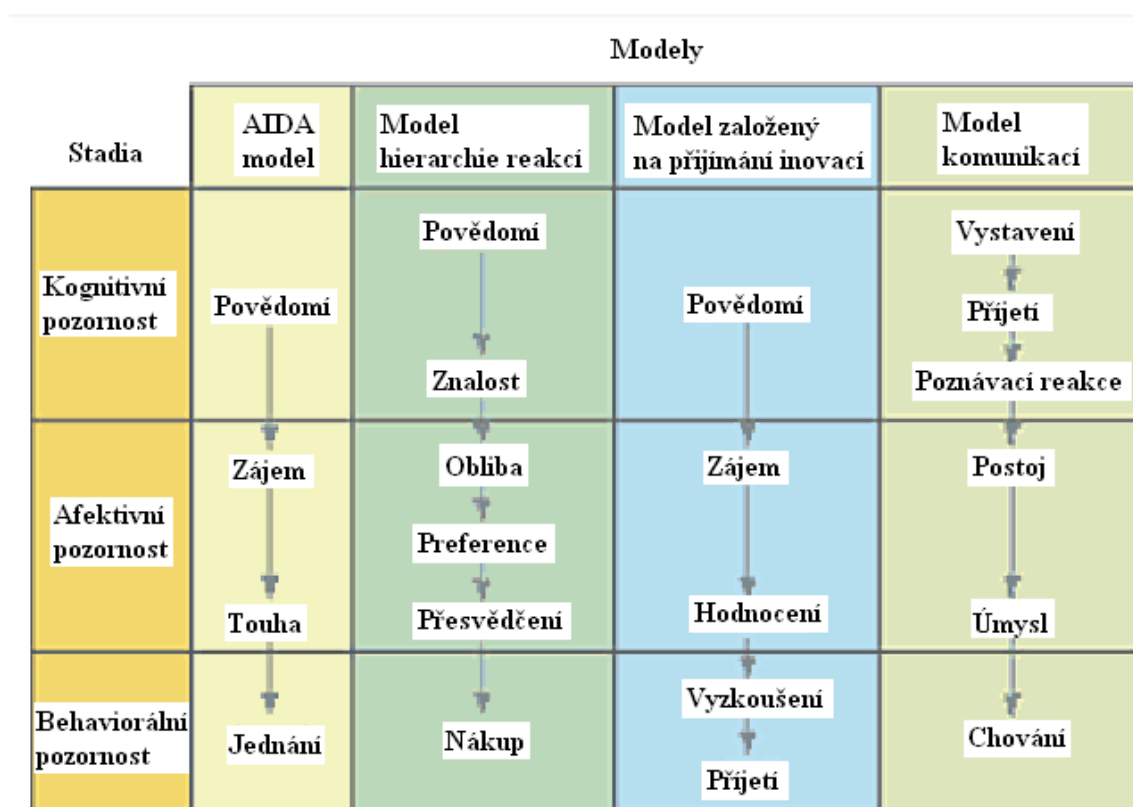 Modely
Stadia
AIDA
model
Model
hierarchie reakcí
Model založený
na přijímání inovací
Model
komunikací
Kognitivní
pozornost
Povědomí
Povědomí
Znalost
Povědomí
Vystavení
Příjetí
Poznávací reakce
Afektivní
pozornost
Zájem
Touha
Obliba
Preference
Přesvědčení
Zájem
Hodnocení
Postoj
Úmysl
Behaviorální
pozornost
Jednání
Nákup
Vyzkoušení
Příjetí
Chování